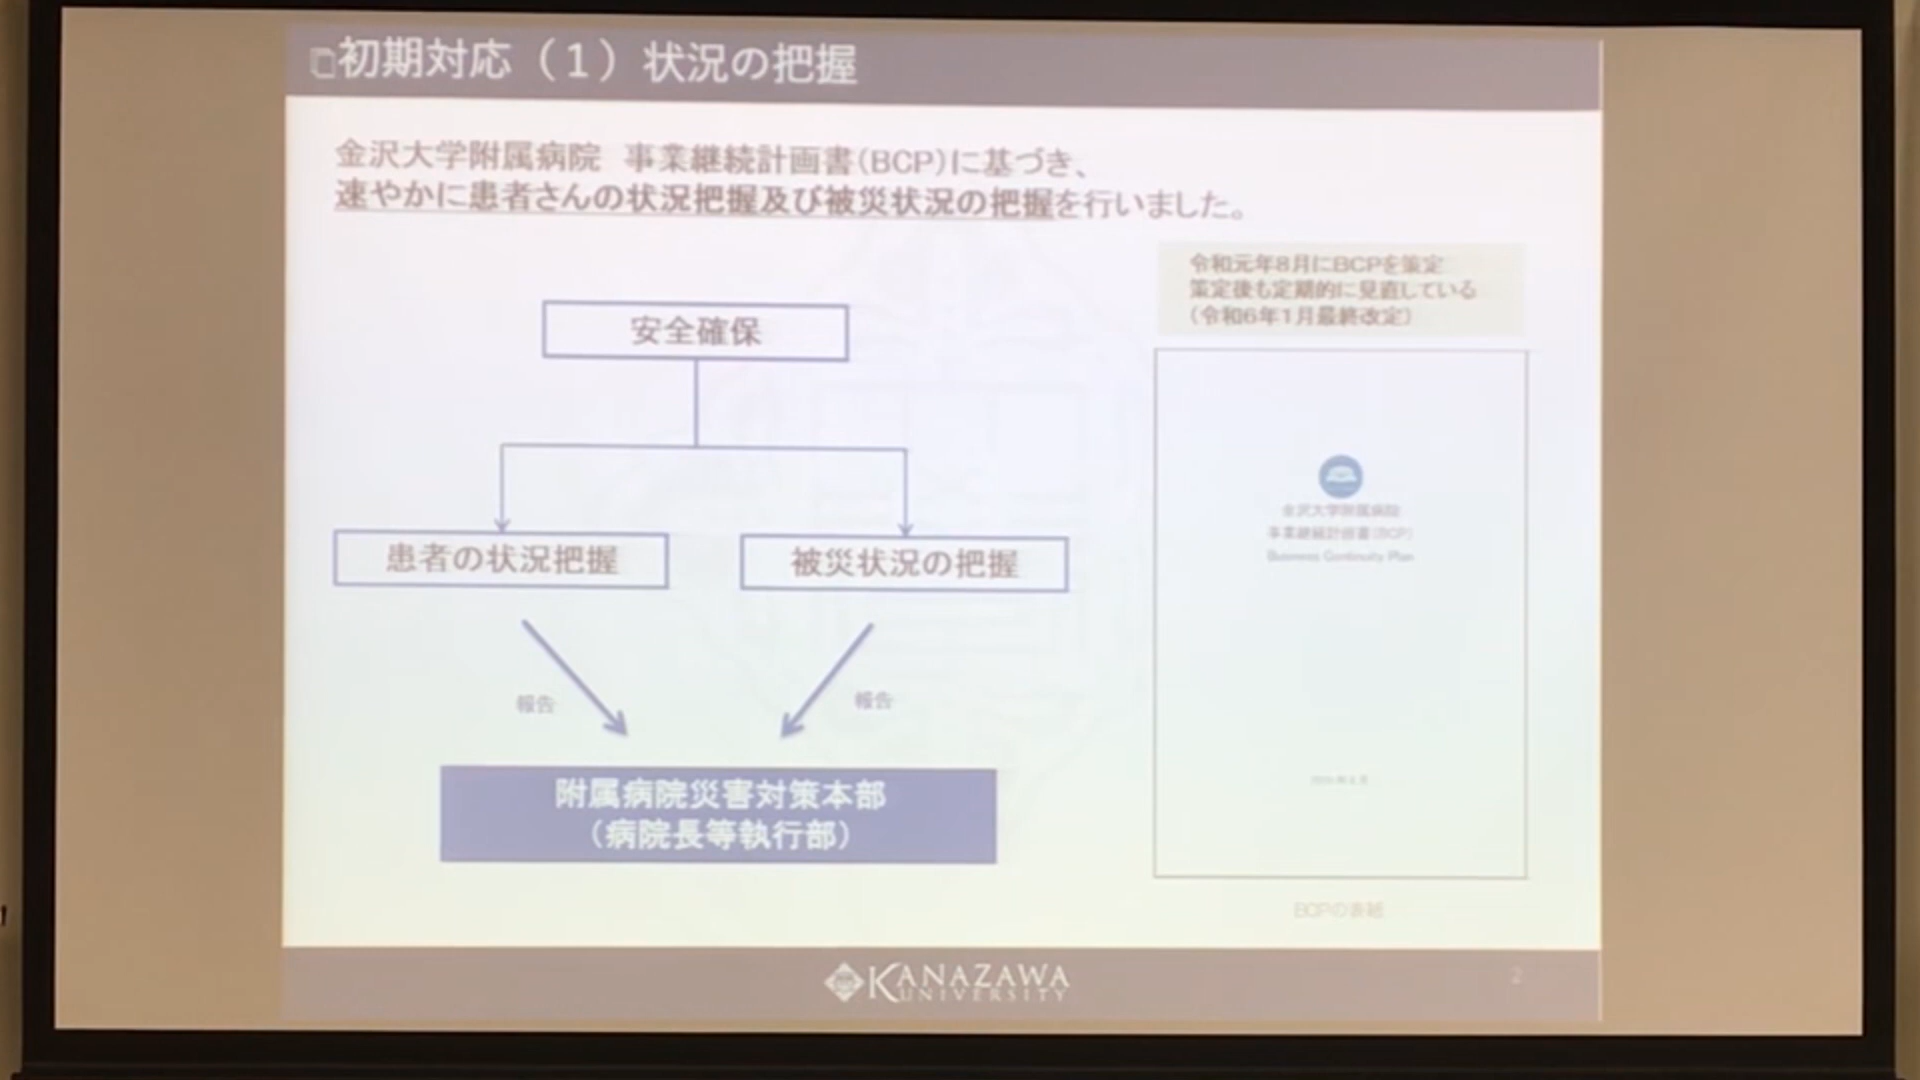 初期対応（１）状況の把握
金沢大学附属病院 事業継続計画書(BCP)に基づき、
速やかに患者さんの状況把握及び被災状況の把握を行いました。
令和元年8月にBCPを策定
策定後も定期的に見直している
（令和6年1月最終改定）
安全確保
患者の状況把握
被災状況の把握
報告
報告
附属病院災害対策本部
（病院長等執行部）
金沢大学附属病院
事業継続計画書(BCP)
Business Continuity Plan
BCPの表紙
KANAZAWA
UNIVERSITY
2